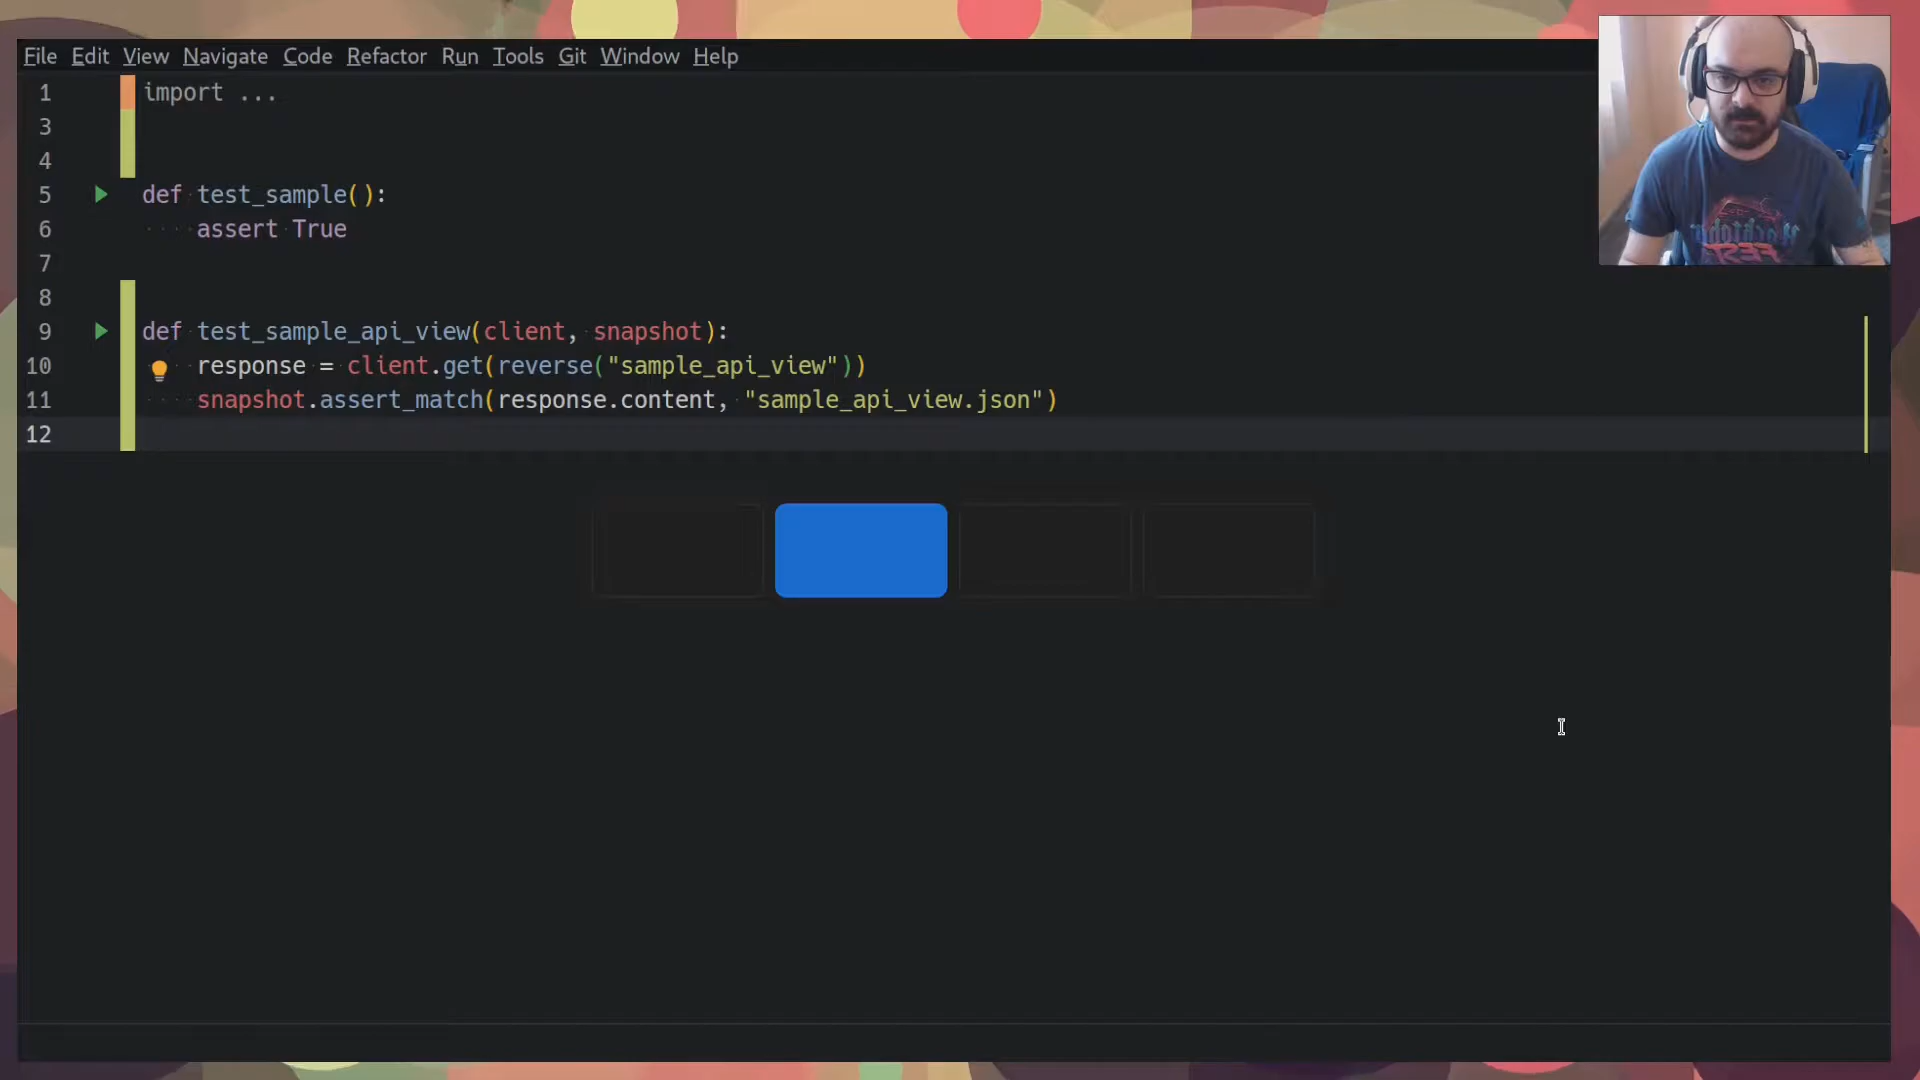 File Edit View Navigate Code Refactor Run Tools Git Window Help
1 import ...
3
4
5 def test_sample():
6 assert True
7
8
9 def test_sample_api_view(client, snapshot):
10 response = client.get(reverse("sample_api_view"))
11 snapshot.assert_match(response.content, "sample_api_view.json")
12